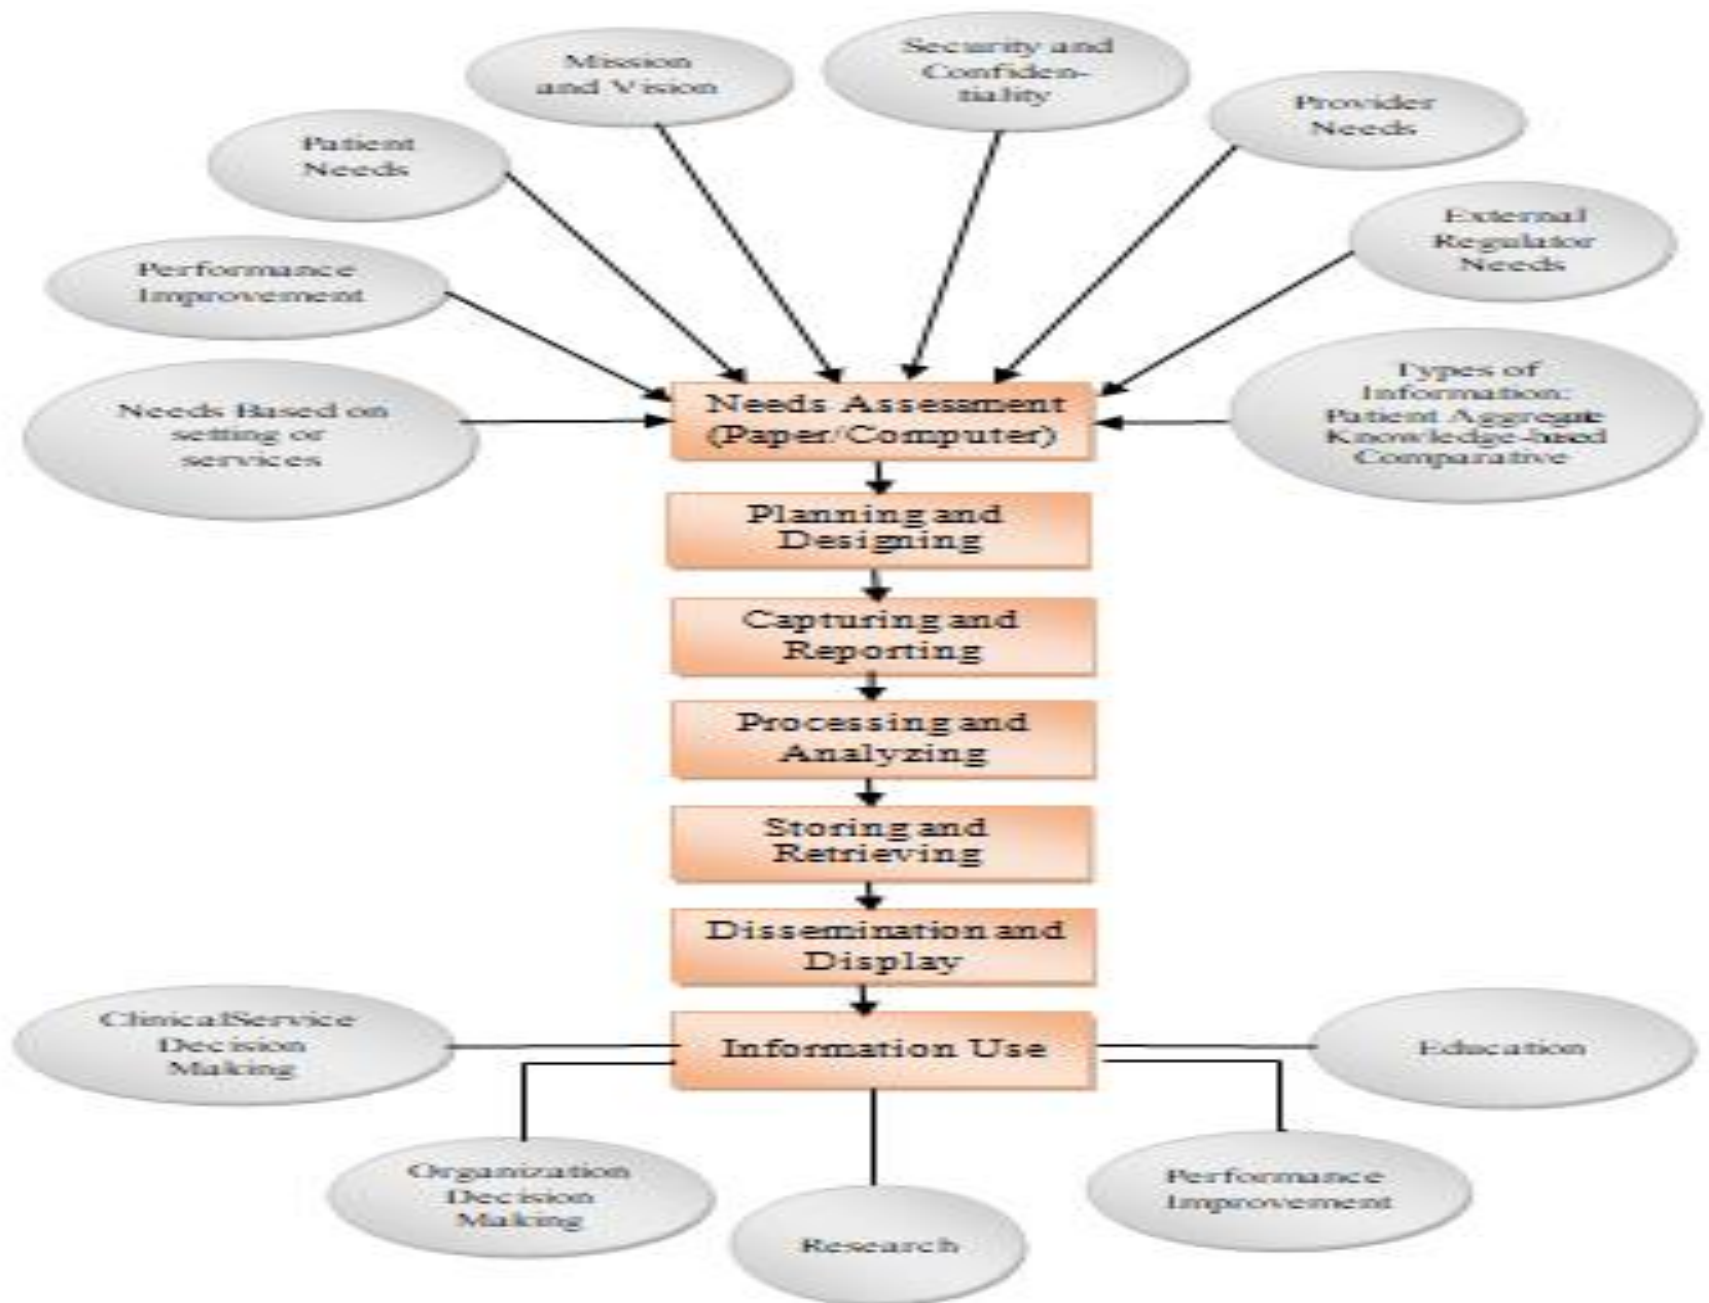 Mission
and Vision
Security and
Confiden-
tiality
Provider
Needs
Patient
Needs
External
Regulator
Needs
Performance
Improvement
Types of
Information:
Patient Aggregate
Knowledge-based
Comparative
Needs Based on
setting or
services
Needs Assessment
(Paper/Computer)
Planning and
Designing
Capturing and
Reporting
Processing and
Analyzing
Storing and
Retrieving
Dissemination and
Display
Information Use
ClinicalService
Decision
Making
Education
Organization
Decision
Making
Performance
Improvement
Research